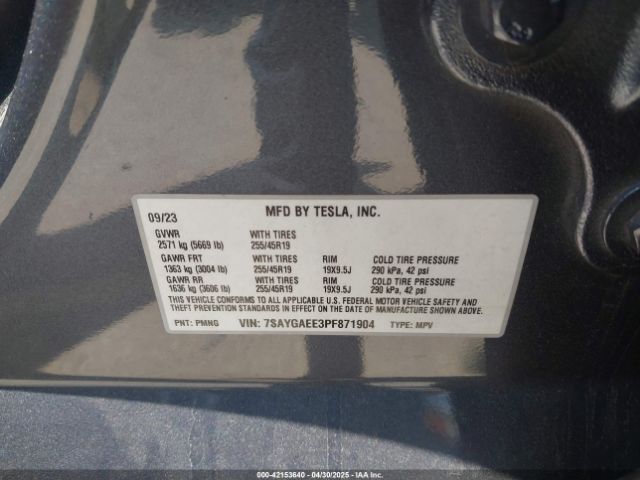 09/23 MFD BY TESLA, INC.
GVWR WITH TIRES
2571 kg (5669 lb) 255/45R19
GAWR FRT WITH TIRES RIM COLD TIRE PRESSURE
1363 kg (3004 lb) 255/45R19 19X9.5J 290 kPa, 42 psi
GAWR RR WITH TIRES RIM COLD TIRE PRESSURE
1636 kg (3606 lb) 255/45R19 19X9.5J 290 kPa, 42 psi
THIS VEHICLE CONFORMS TO ALL APPLICABLE U.S. FEDERAL MOTOR VEHICLE SAFETY AND
THEFT PREVENTION STANDARDS IN EFFECT ON THE DATE OF MANUFACTURE SHOWN ABOVE.
PNT: PMNG VIN: 7SAYGAEE3PF871904 TYPE: MPV
000-42153640 - 04/30/2025 - IAA Inc.